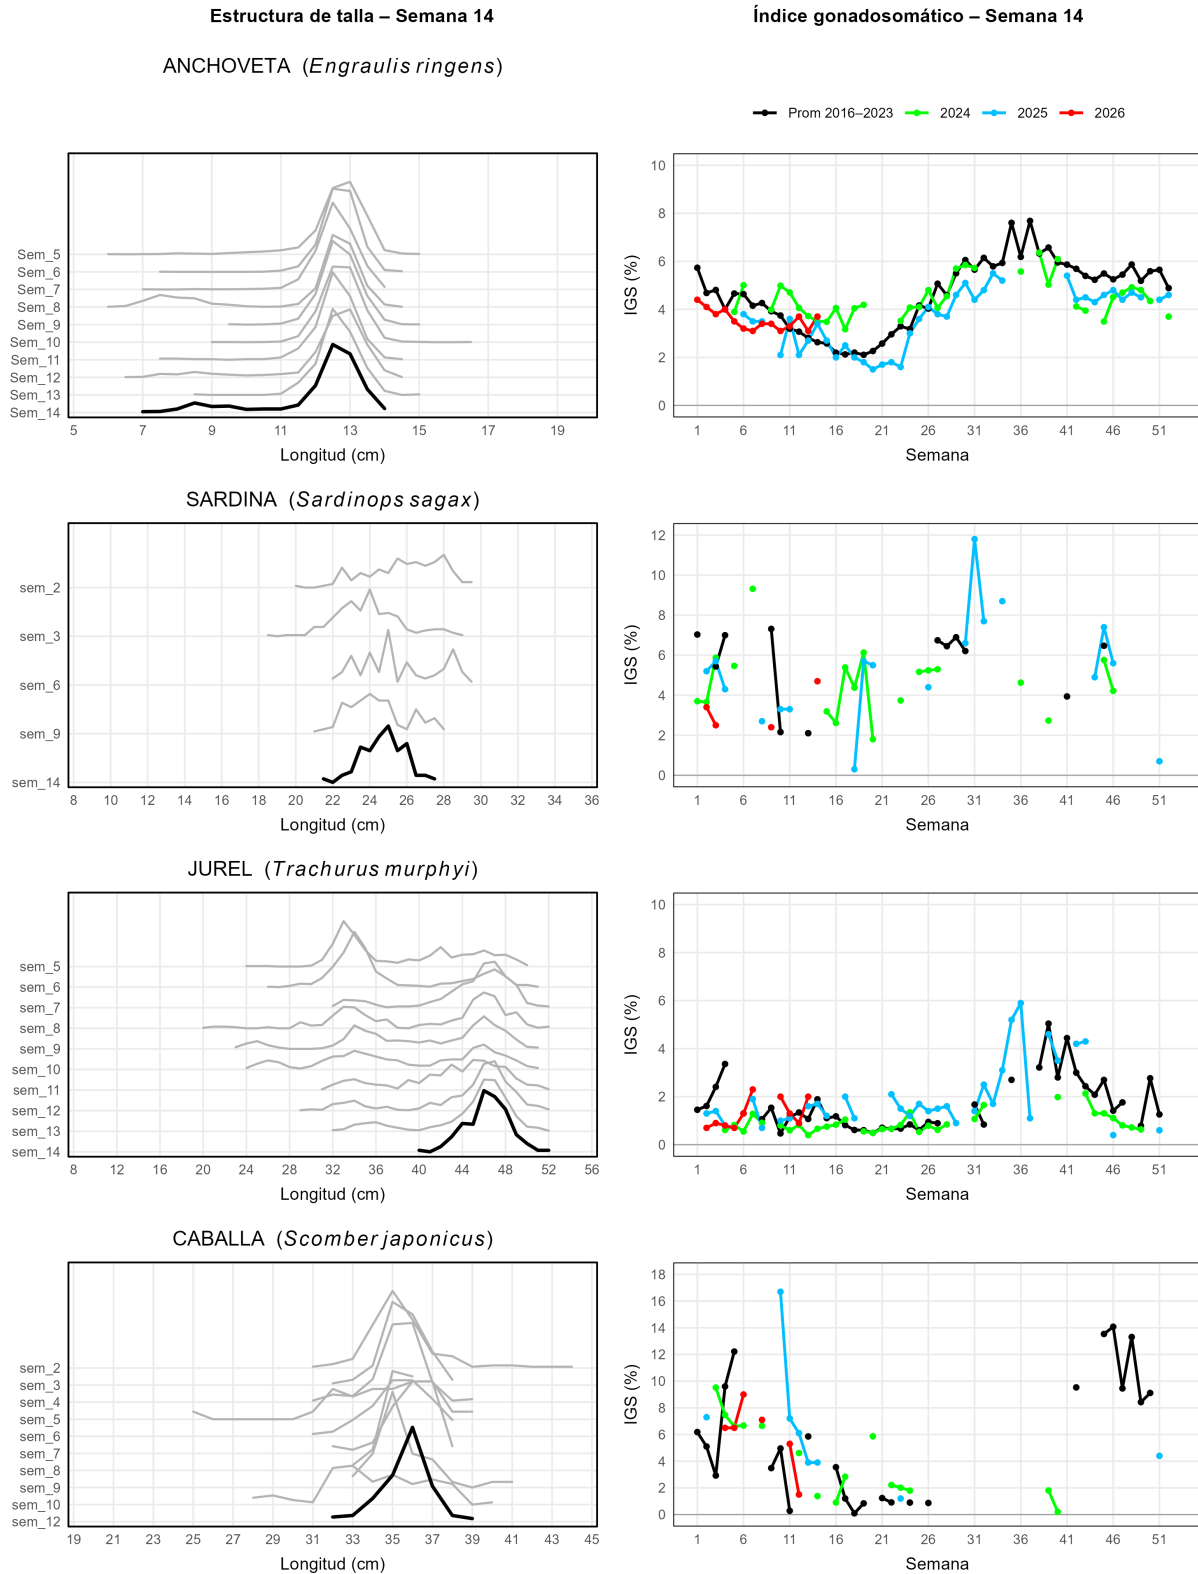 Estructura de talla – Semana 14
Índice gonadosomático – Semana 14
ANCHOVETA (Engraulis ringens)
Prom 2016–2023 2024 2025 2026
Sem_5
Sem_6
Sem_7
Sem_8
Sem_9
Sem_10
Sem_11
Sem_12
Sem_13
Sem_14
5 7 9 11 13 15 17 19
Longitud (cm)
IGS (%)
10
8
6
4
2
0
1 6 11 16 21 26 31 36 41 46 51
Semana
SARDINA (Sardinops sagax)
sem_2
sem_3
sem_6
sem_9
sem_14
8 10 12 14 16 18 20 22 24 26 28 30 32 34 36
Longitud (cm)
IGS (%)
12
10
8
6
4
2
0
1 6 11 16 21 26 31 36 41 46 51
Semana
JUREL (Trachurus murphyi)
sem_5
sem_6
sem_7
sem_8
sem_9
sem_10
sem_11
sem_12
sem_13
sem_14
8 12 16 20 24 28 32 36 40 44 48 52 56
Longitud (cm)
IGS (%)
10
8
6
4
2
0
1 6 11 16 21 26 31 36 41 46 51
Semana
CABALLA (Scomber japonicus)
sem_2
sem_3
sem_4
sem_5
sem_6
sem_7
sem_8
sem_9
sem_10
sem_12
19 21 23 25 27 29 31 33 35 37 39 41 43 45
Longitud (cm)
IGS (%)
18
16
14
12
10
8
6
4
2
0
1 6 11 16 21 26 31 36 41 46 51
Semana